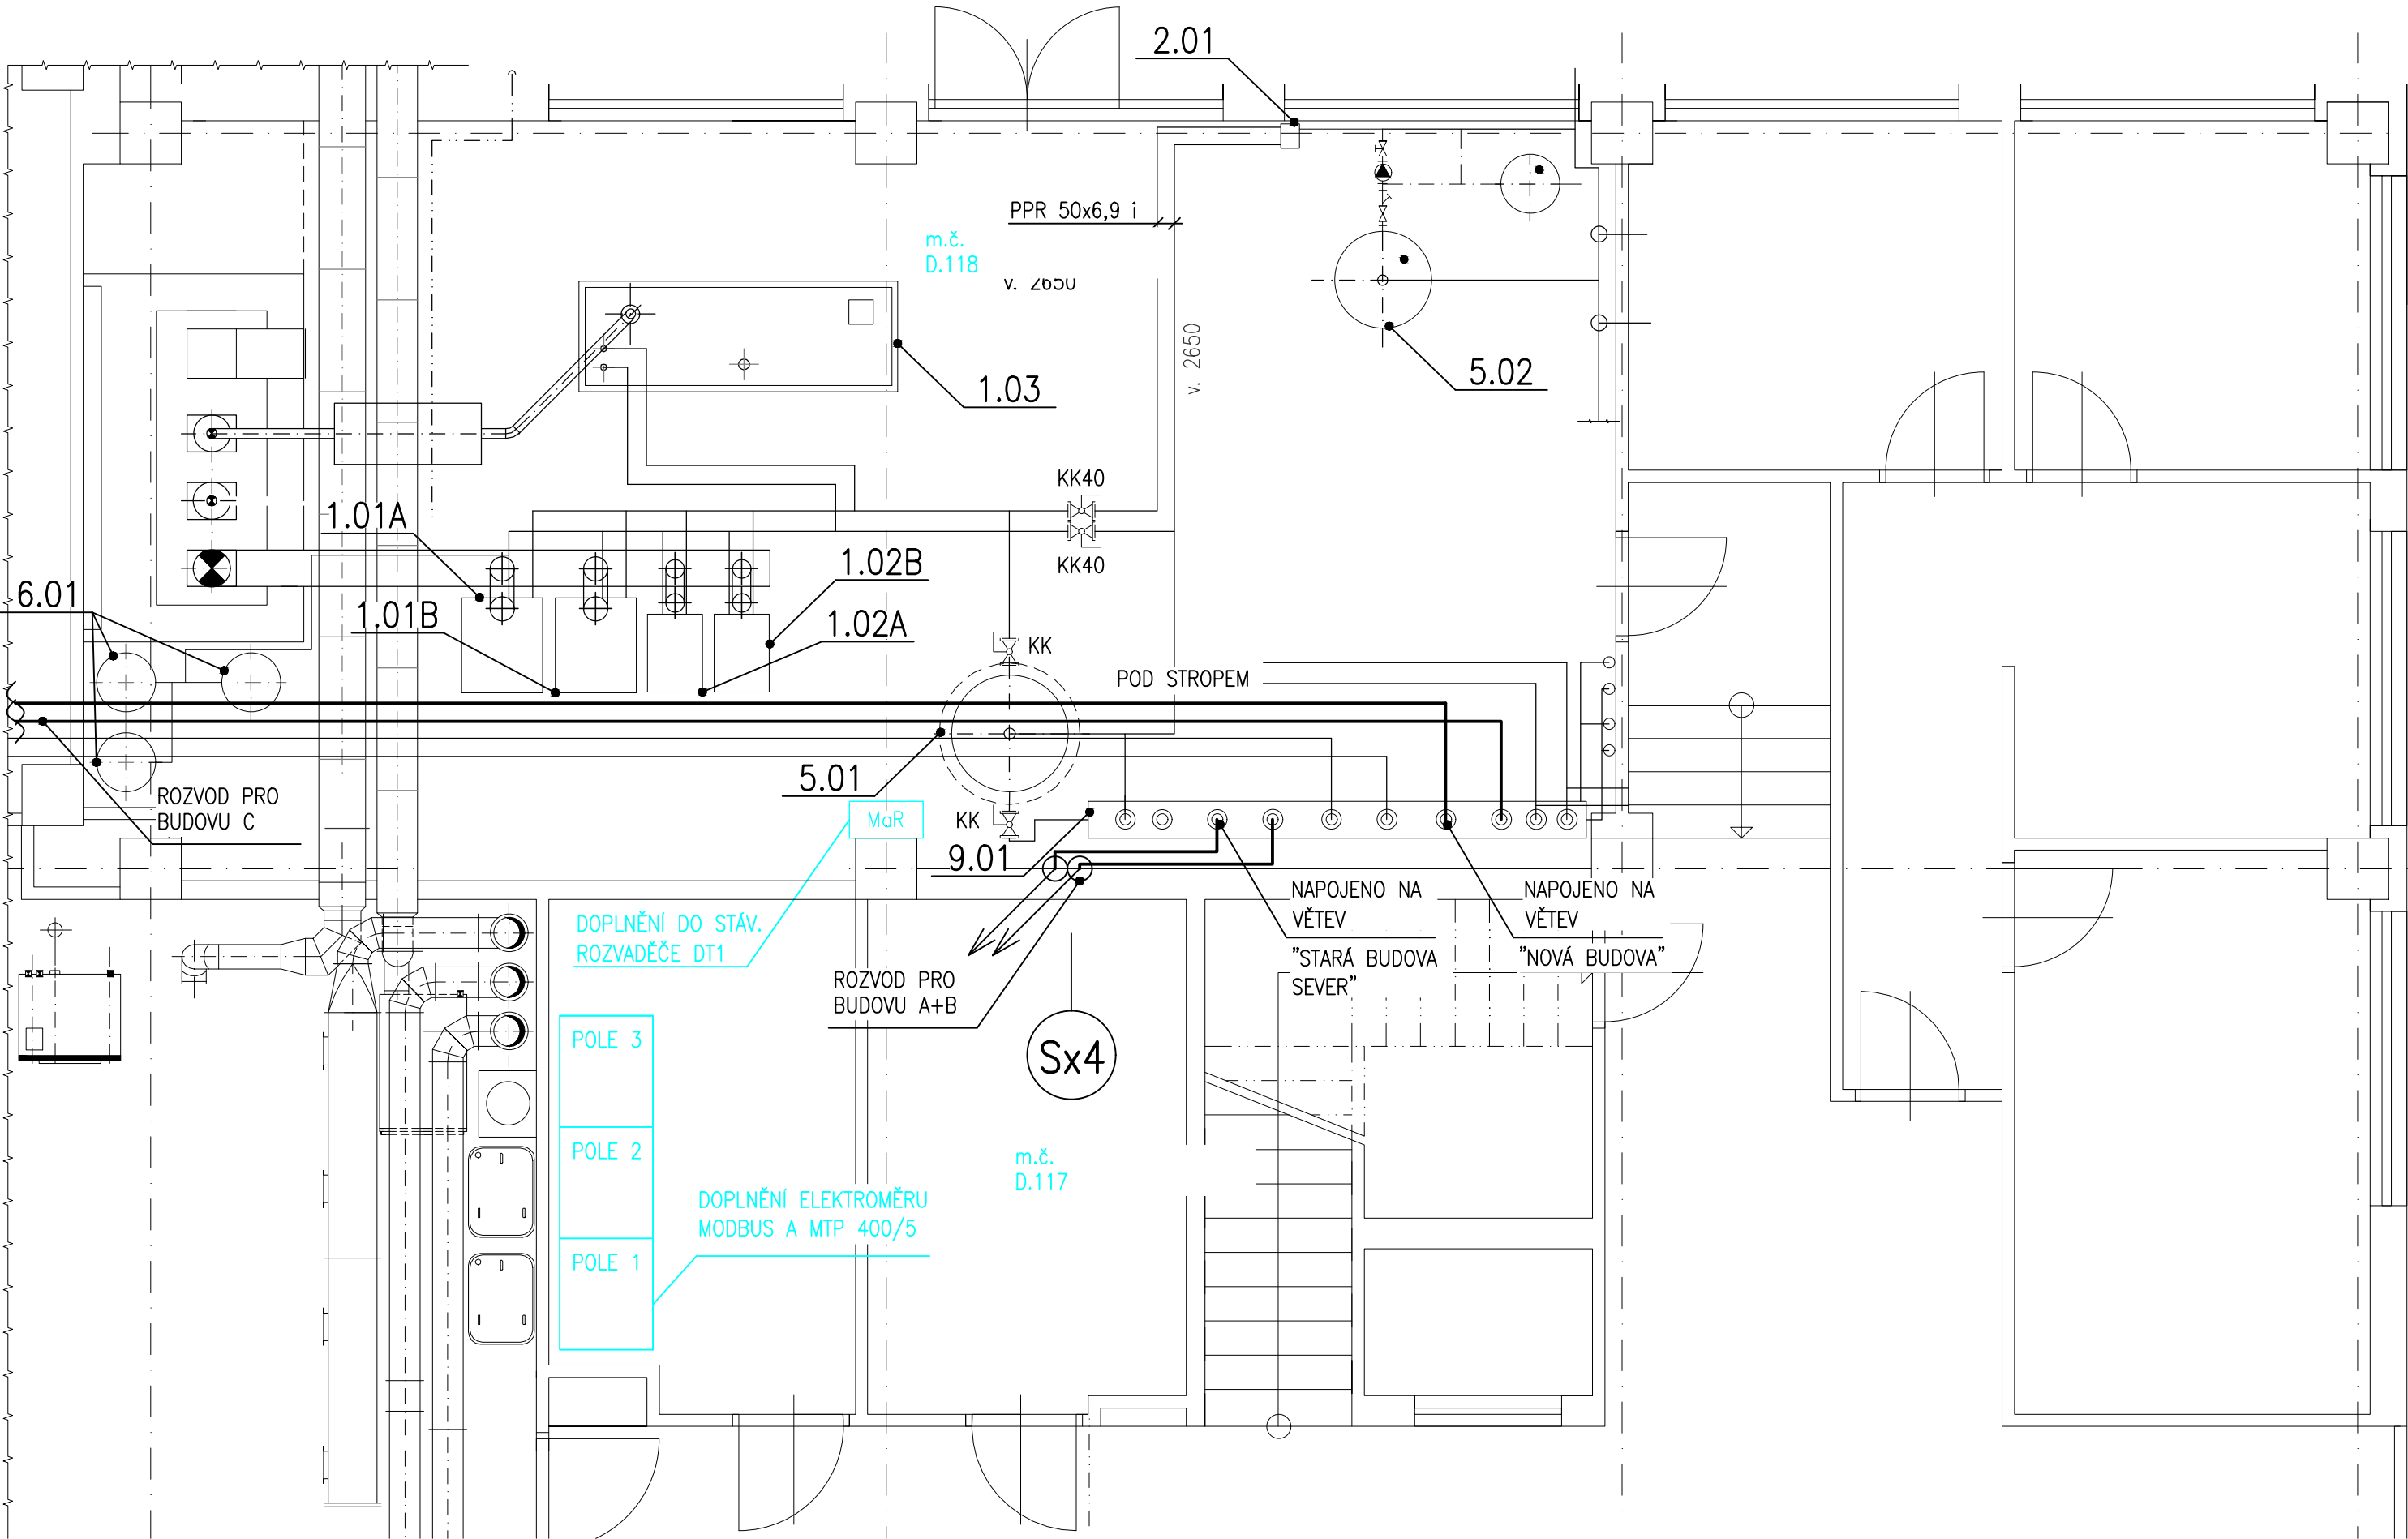 2.01
PPR 50x6,9 i
m.č.
D.118
v. 2650
v. 2650
5.02
1.03
KK40
KK40
1.01A
1.02B
6.01
1.01B
1.02A
KK
POD STROPEM
5.01
ROZVOD PRO
BUDOVU C
MaR
KK
9.01
NAPOJENO NA
VĚTEV
"STARÁ BUDOVA
SEVER"
NAPOJENO NA
VĚTEV
"NOVÁ BUDOVA"
DOPLNĚNÍ DO STÁV.
ROZVADĚČE DT1
ROZVOD PRO
BUDOVU A+B
Sx4
POLE 3
POLE 2
POLE 1
m.č.
D.117
DOPLNĚNÍ ELEKTROMĚRU
MODBUS A MTP 400/5